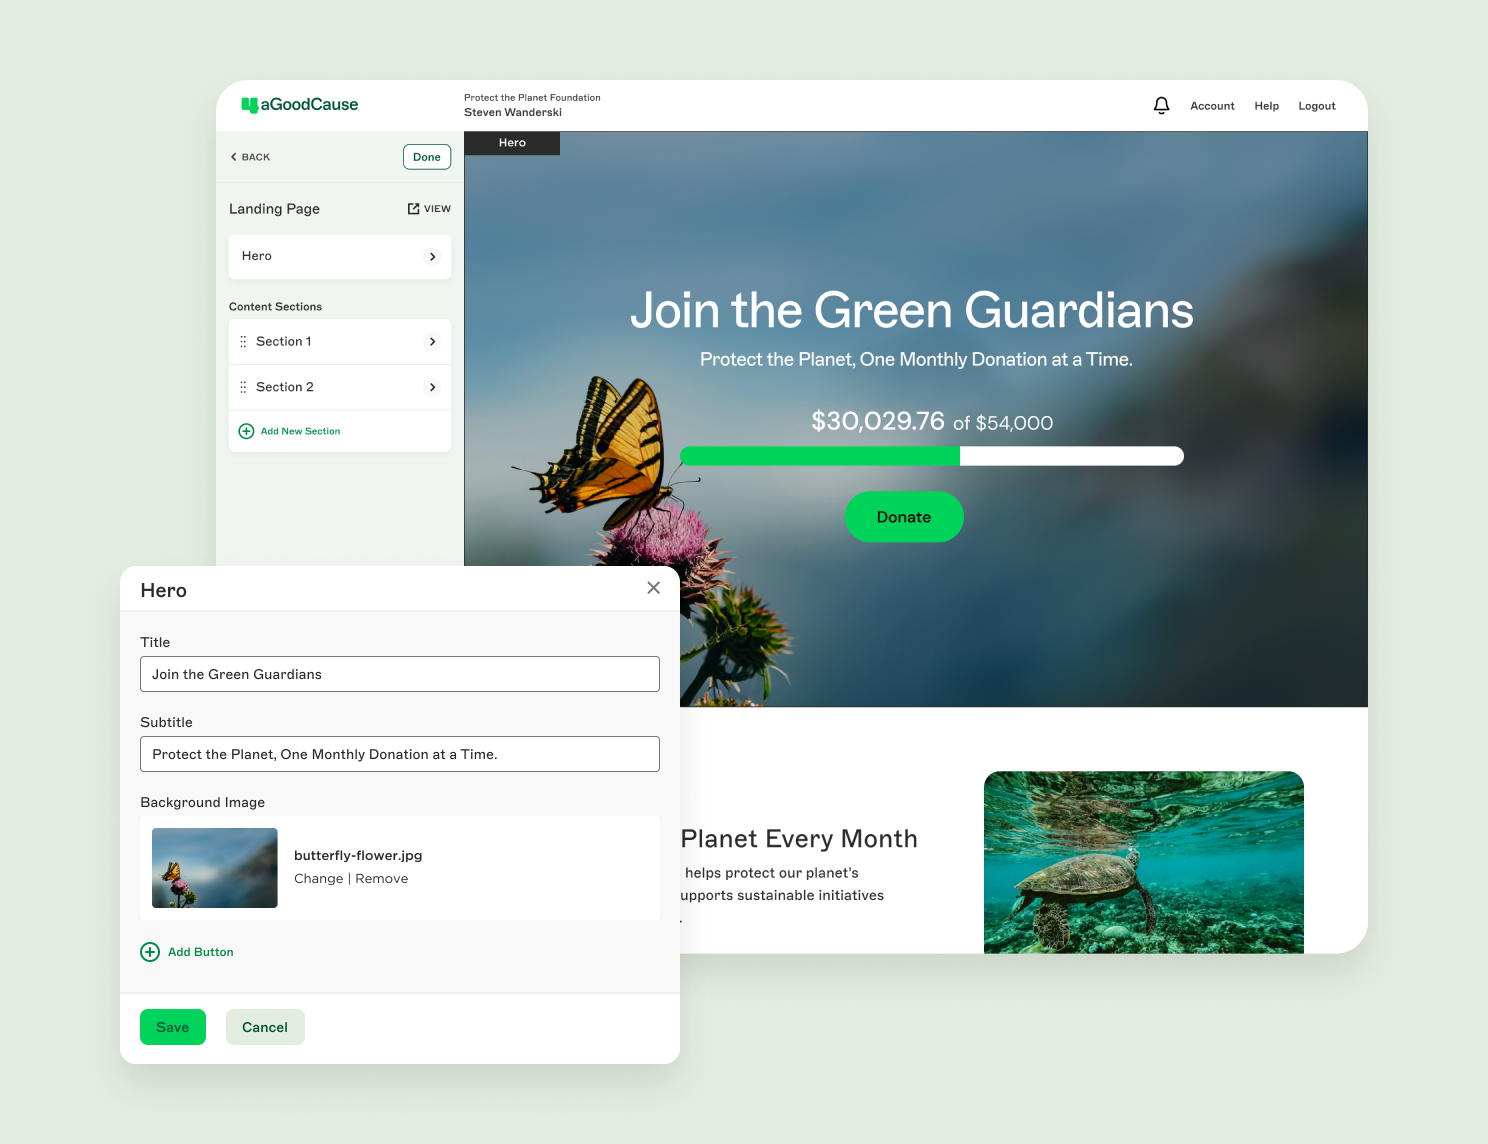 4aGoodCause
Protect the Planet Foundation
Steven Wanderski
Account
Help
Logout
BACK
Done
Hero
Landing Page
VIEW
Hero
Content Sections
Section 1
Section 2
Add New Section
Join the Green Guardians
Protect the Planet, One Monthly Donation at a Time.
$30,029.76 of $54,000
Donate
Planet Every Month
helps protect our planet's
upports sustainable initiatives
.
Hero
Title
Join the Green Guardians
Subtitle
Protect the Planet, One Monthly Donation at a Time.
Background Image
butterfly-flower.jpg
Change | Remove
Add Button
Save
Cancel